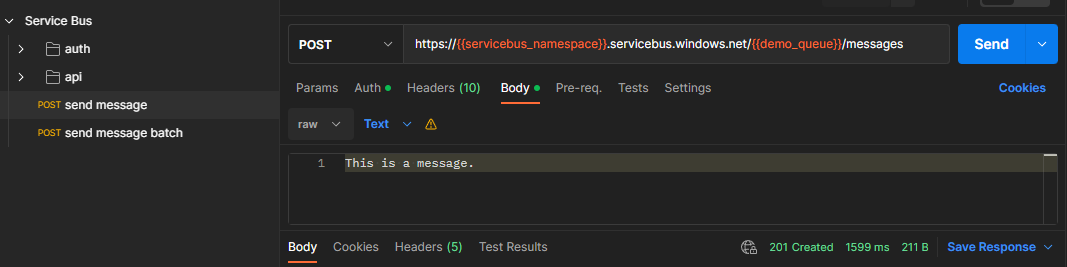 Service Bus
auth
api
POST send message
POST send message batch
POST
https://{{servicebus_namespace}}.servicebus.windows.net/{{demo_queue}}/messages
Send
Params Auth Headers (10) Body Pre-req. Tests Settings Cookies
raw Text
1 This is a message.
Body Cookies Headers (5) Test Results 201 Created 1599 ms 211 B Save Response